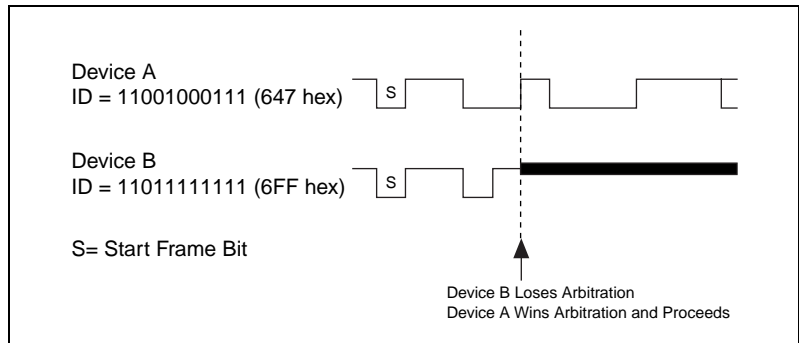 Device A
ID = 11001000111 (647 hex)
S
Device B
ID = 11011111111 (6FF hex)
S
S= Start Frame Bit
Device B Loses Arbitration
Device A Wins Arbitration and Proceeds